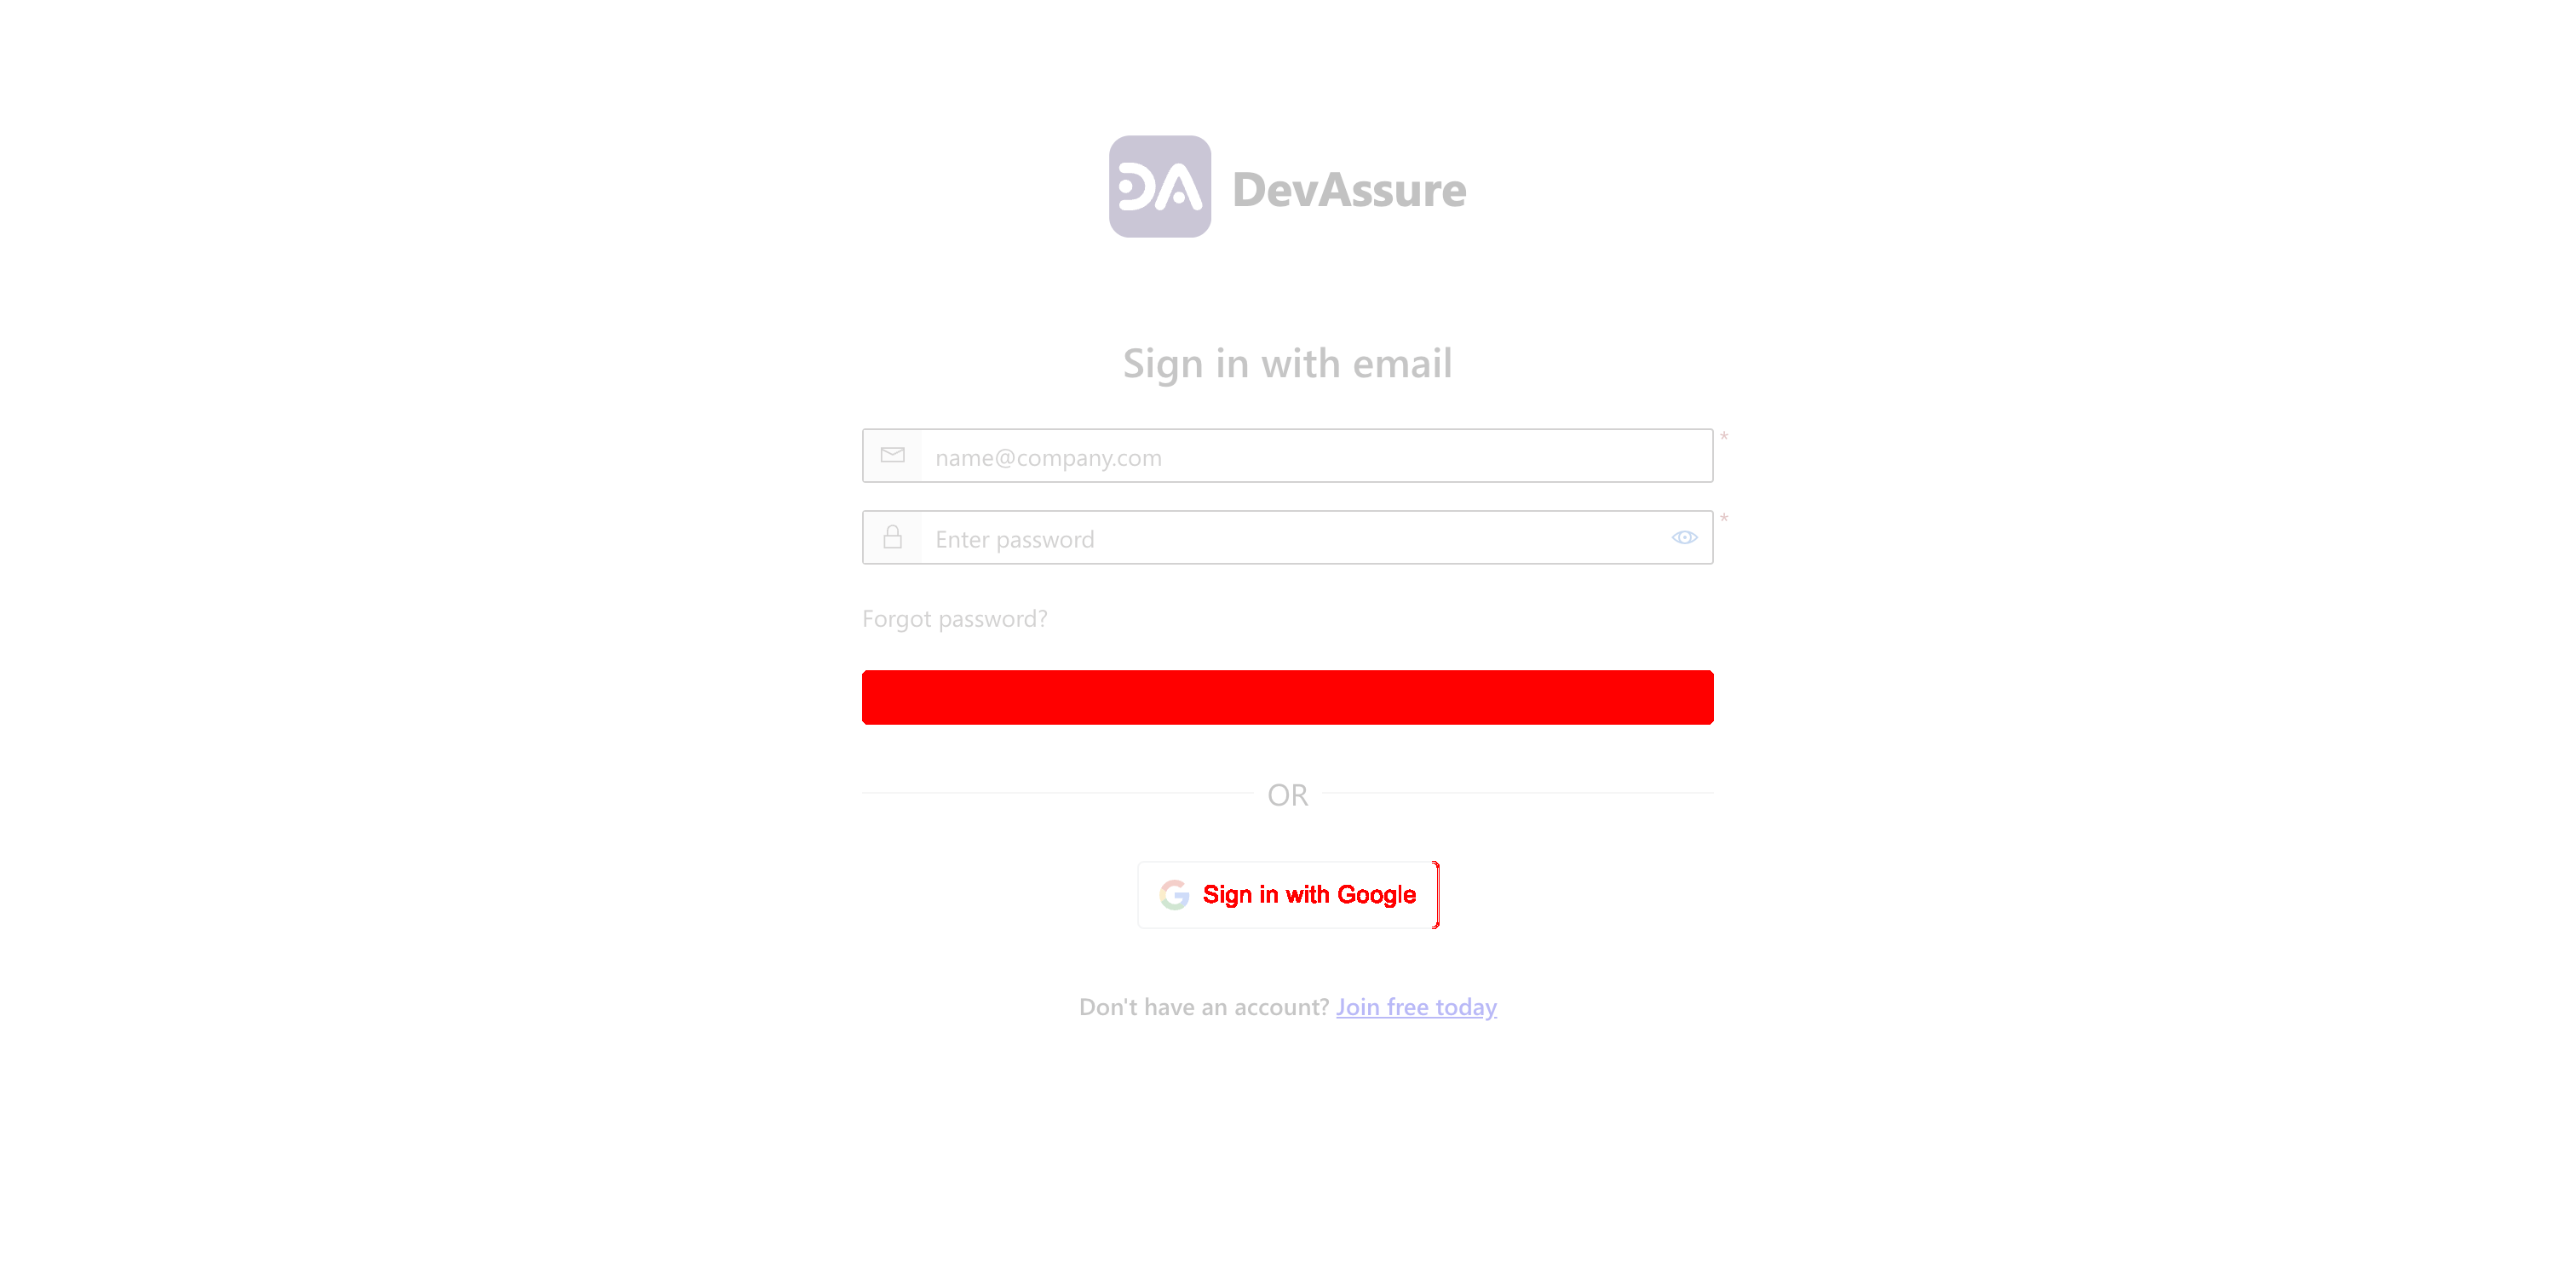 DA DevAssure
Sign in with email
name@company.com
*
Enter password
*
Forgot password?
OR
Sign in with Google
Don't have an account? Join free today